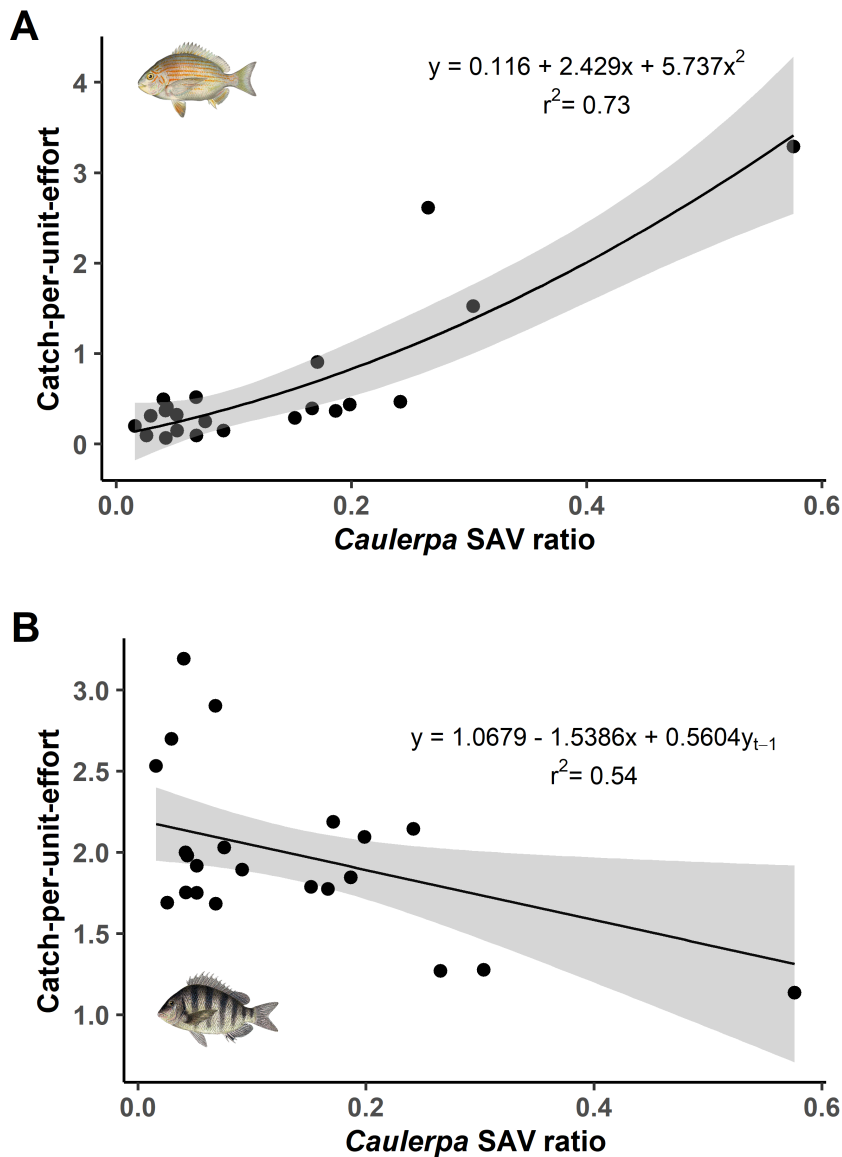 A
y = 0.116 + 2.429x + 5.737x²
r²= 0.73
Catch-per-unit-effort
4
3
2
1
0
0.0 0.2 0.4 0.6
Caulerpa SAV ratio
B
y = 1.0679 - 1.5386x + 0.5604yₜ₋₁
r²= 0.54
Catch-per-unit-effort
3.0
2.5
2.0
1.5
1.0
0.0 0.2 0.4 0.6
Caulerpa SAV ratio